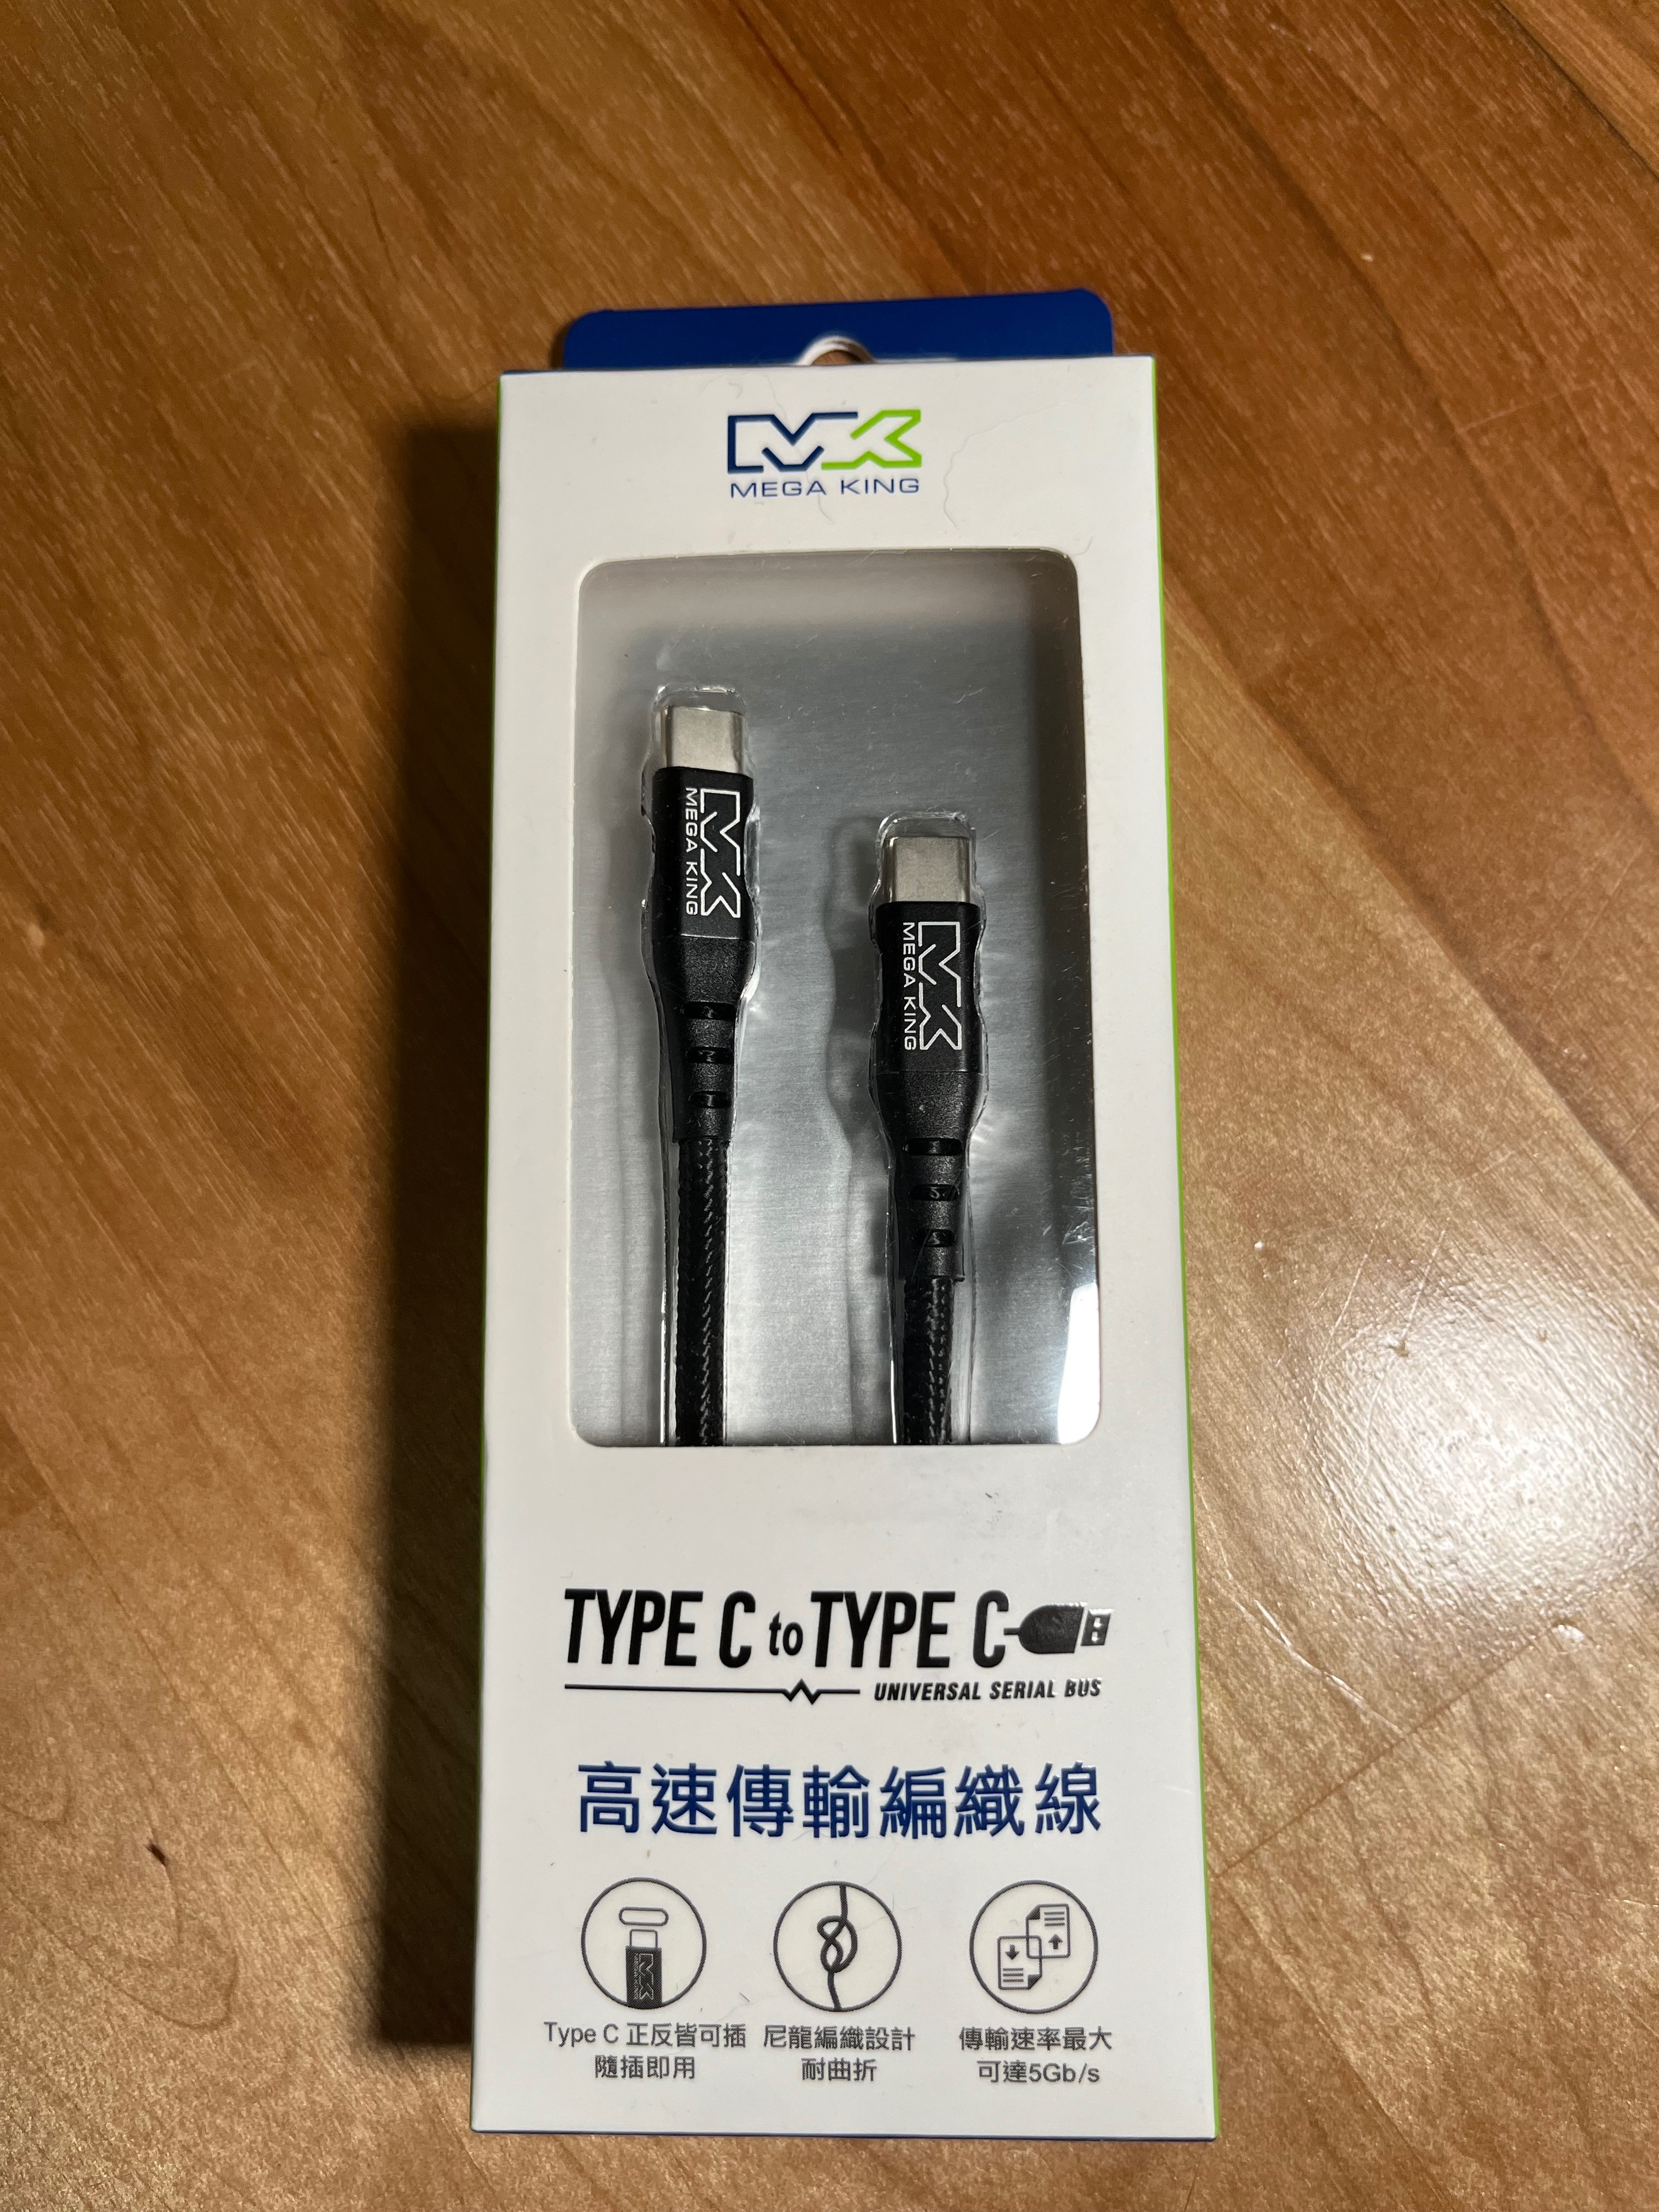 MK
MEGA KING
MK
MEGA KING
MK
MEGA KING
TYPE C to TYPE C
UNIVERSAL SERIAL BUS
高速傳輸編織線
MK
Type C 正反皆可插
隨插即用
尼龍編織設計
耐曲折
傳輸速率最大
可達5Gb/s